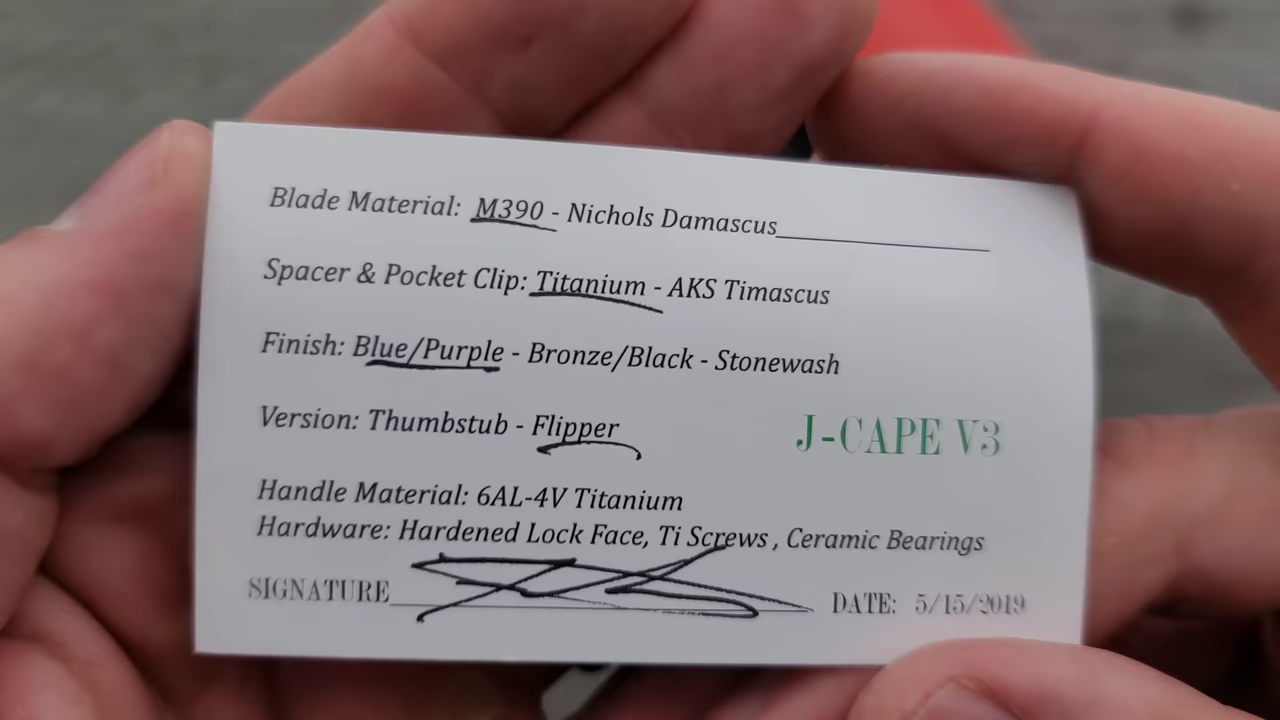 Blade Material: M390 - Nichols Damascus
Spacer & Pocket Clip: Titanium - AKS Timascus
Finish: Blue/Purple - Bronze/Black - Stonewash
Version: Thumbstub - Flipper
J-CAPE V3
Handle Material: 6AL-4V Titanium
Hardware: Hardened Lock Face, Ti Screws , Ceramic Bearings
SIGNATURE
DATE: 5/15/2019